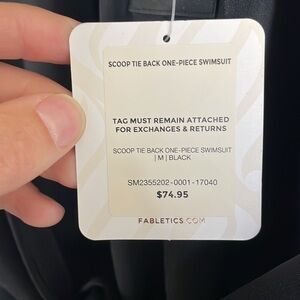 SCOOP TIE BACK ONE-PIECE SWIMSUIT
TAG MUST REMAIN ATTACHED
FOR EXCHANGES & RETURNS
SCOOP TIE BACK ONE-PIECE SWIMSUIT
| M | BLACK
SM2355202-0001-17040
$74.95
FABLETICS.COM